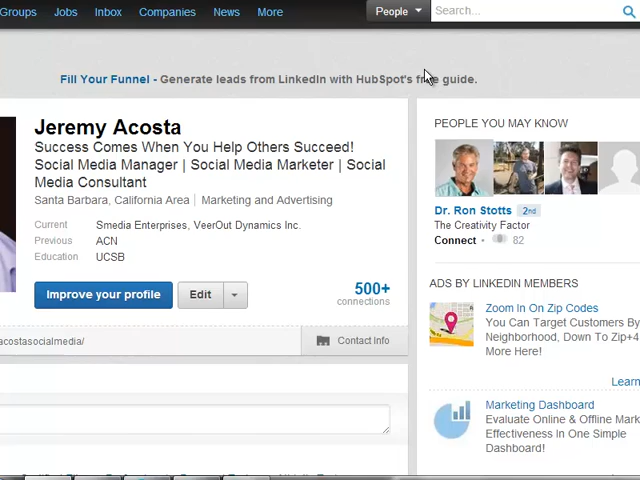 Groups Jobs Inbox Companies News More People Search...
Fill Your Funnel - Generate leads from LinkedIn with HubSpot's free guide.
Jeremy Acosta
Success Comes When You Help Others Succeed!
Social Media Manager | Social Media Marketer | Social
Media Consultant
Santa Barbara, California Area | Marketing and Advertising
Current Smedia Enterprises, VeerOut Dynamics Inc.
Previous ACN
Education UCSB
Improve your profile Edit 500+
connections
acostasocialmedia/ Contact Info
PEOPLE YOU MAY KNOW
Dr. Ron Stotts 2nd
The Creativity Factor
Connect • 82
ADS BY LINKEDIN MEMBERS
Zoom In On Zip Codes
You Can Target Customers By
Neighborhood, Down To Zip+4
More Here!
Learn
Marketing Dashboard
Evaluate Online & Offline Mark
Effectiveness In One Simple
Dashboard!